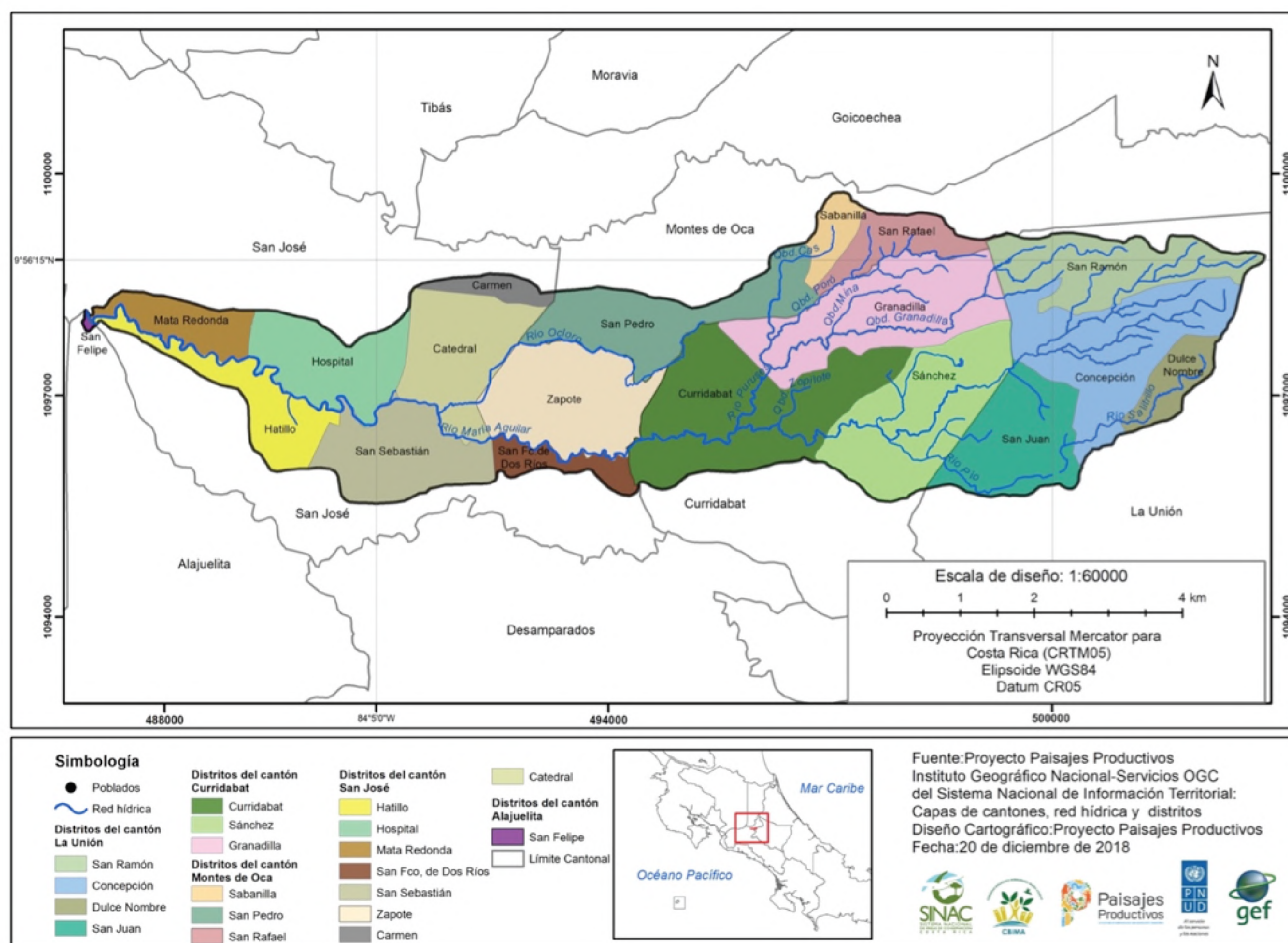 N
Moravia
Tibás
Goicoechea
1100000
1100000
Sabanilla
San Rafael
Montes de Oca
San José
Qbd Cas
9°56'15"N
San Ramón
Carmen
Qbd. Poró
Qbd Mina
Granadilla
Mata Redonda
San Pedro
Qbd. Granadilla
San Felipe
Río Ocloro
Catedral
Hospital
Dulce Nombre
Sánchez
Concepción
1097000
1097000
Zapote
Curridabat
Hatillo
Río María Aguilar
San Juan
San Sebastián
San Fco de Dos Ríos
Río Pío
Curridabat
San José
La Unión
Alajuelita
Desamparados
1094000
Escala de diseño: 1:60000
0 1 2 4 km
Proyección Transversal Mercator para
Costa Rica (CRTM05)
Elipsoide WGS84
Datum CR05
488000
84°5'0"W
494000
500000
Simbología
Poblados
Red hídrica
Distritos del cantón
La Unión
San Ramón
Concepción
Dulce Nombre
San Juan
Distritos del cantón
Curridabat
Curridabat
Sánchez
Granadilla
Distritos del cantón
Montes de Oca
Sabanilla
San Pedro
San Rafael
Distritos del cantón
San José
Hatillo
Hospital
Mata Redonda
San Fco, de Dos Ríos
San Sebastián
Zapote
Carmen
Catedral
Distritos del cantón
Alajuelita
San Felipe
Límite Cantonal
Mar Caribe
Océano Pacífico
Fuente:Proyecto Paisajes Productivos
Instituto Geográfico Nacional-Servicios OGC
del Sistema Nacional de Información Territorial:
Capas de cantones, red hídrica y distritos
Diseño Cartográfico:Proyecto Paisajes Productivos
Fecha:20 de diciembre de 2018
SINAC
COSTA RICA
CBIMA
Paisajes
Productivos
P N
U D
gef